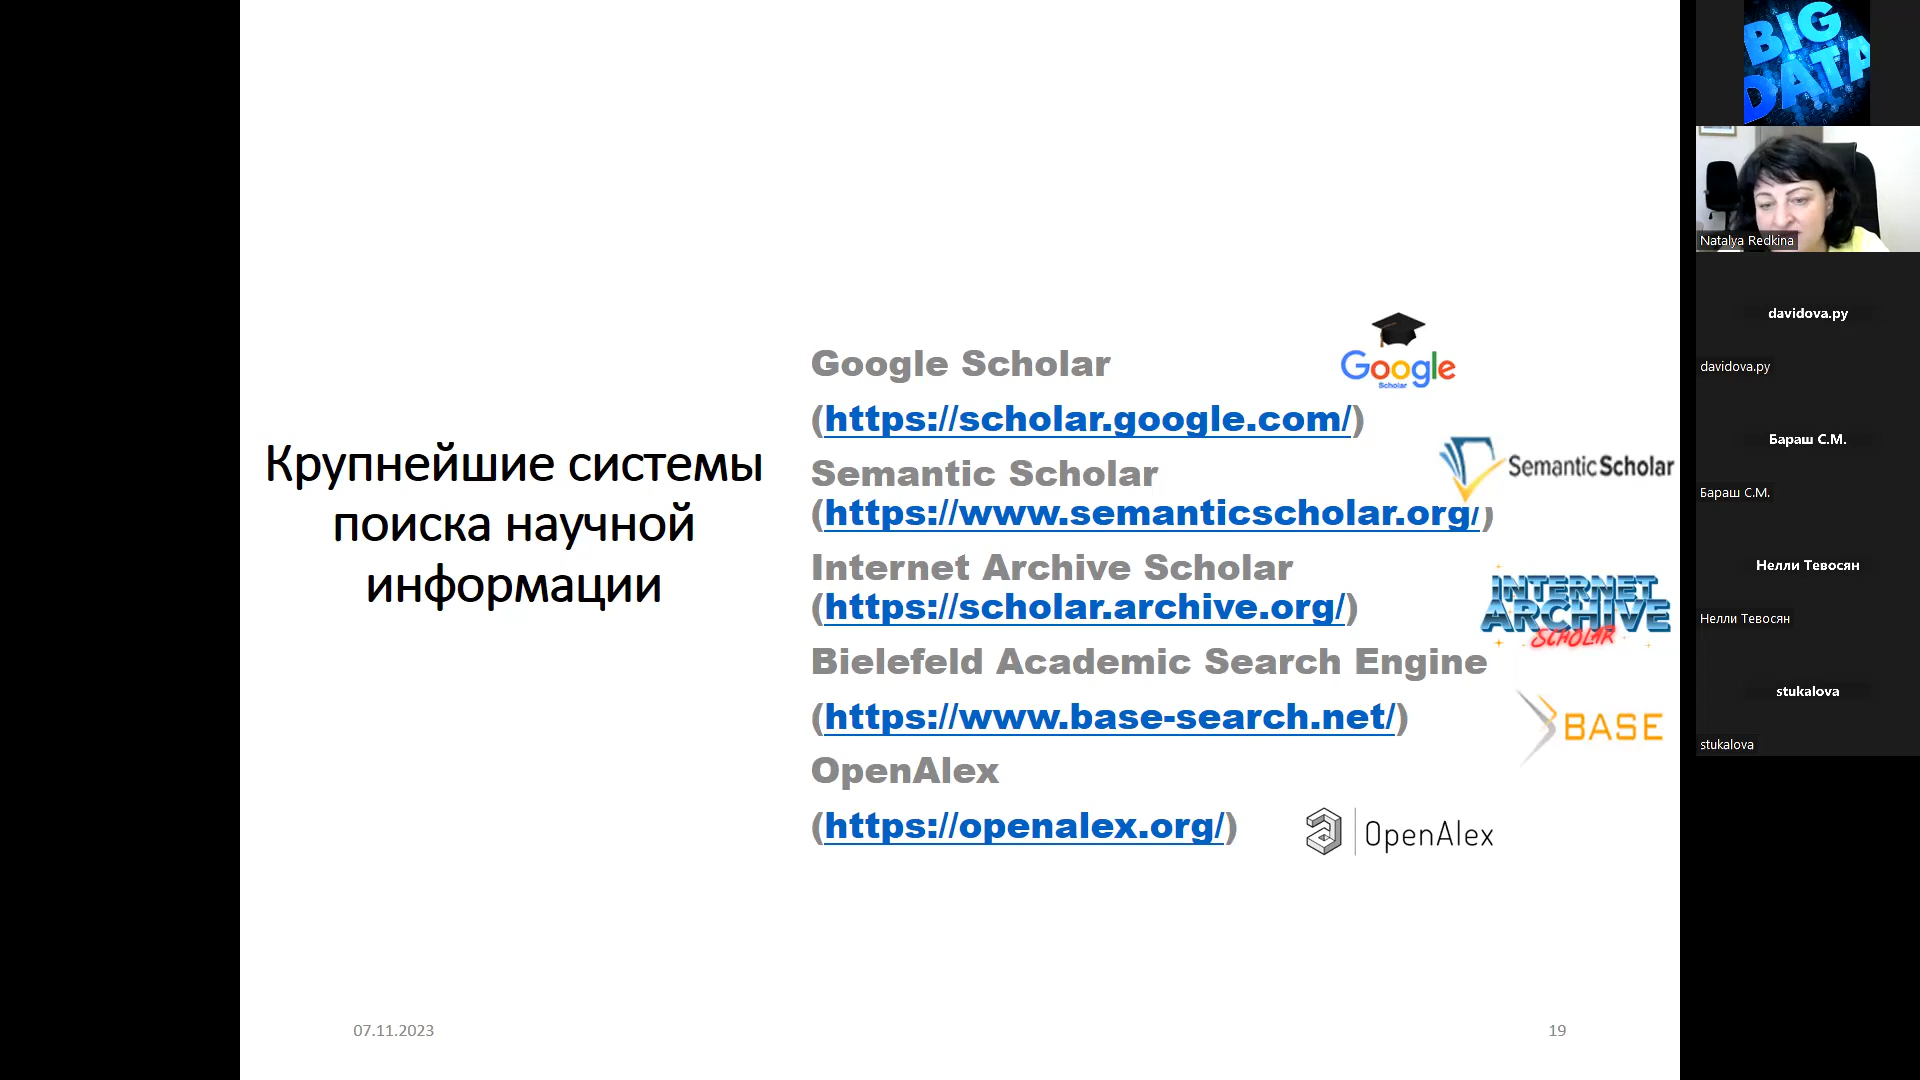 Крупнейшие системы
поиска научной
информации
Google Scholar
(https://scholar.google.com/)
Semantic Scholar
(https://www.semanticscholar.org/)
Internet Archive Scholar
(https://scholar.archive.org/)
Bielefeld Academic Search Engine
(https://www.base-search.net/)
OpenAlex
(https://openalex.org/)
Google
Scholar
SemanticScholar
INTERNET
ARCHIVE
SCHOLAR
BASE
OpenAlex
07.11.2023
19
BIG
DATA
Natalya Redkina
davidova.ру
davidova.ру
Бараш С.М.
Бараш С.М.
Нелли Тевосян
Нелли Тевосян
stukalova
stukalova